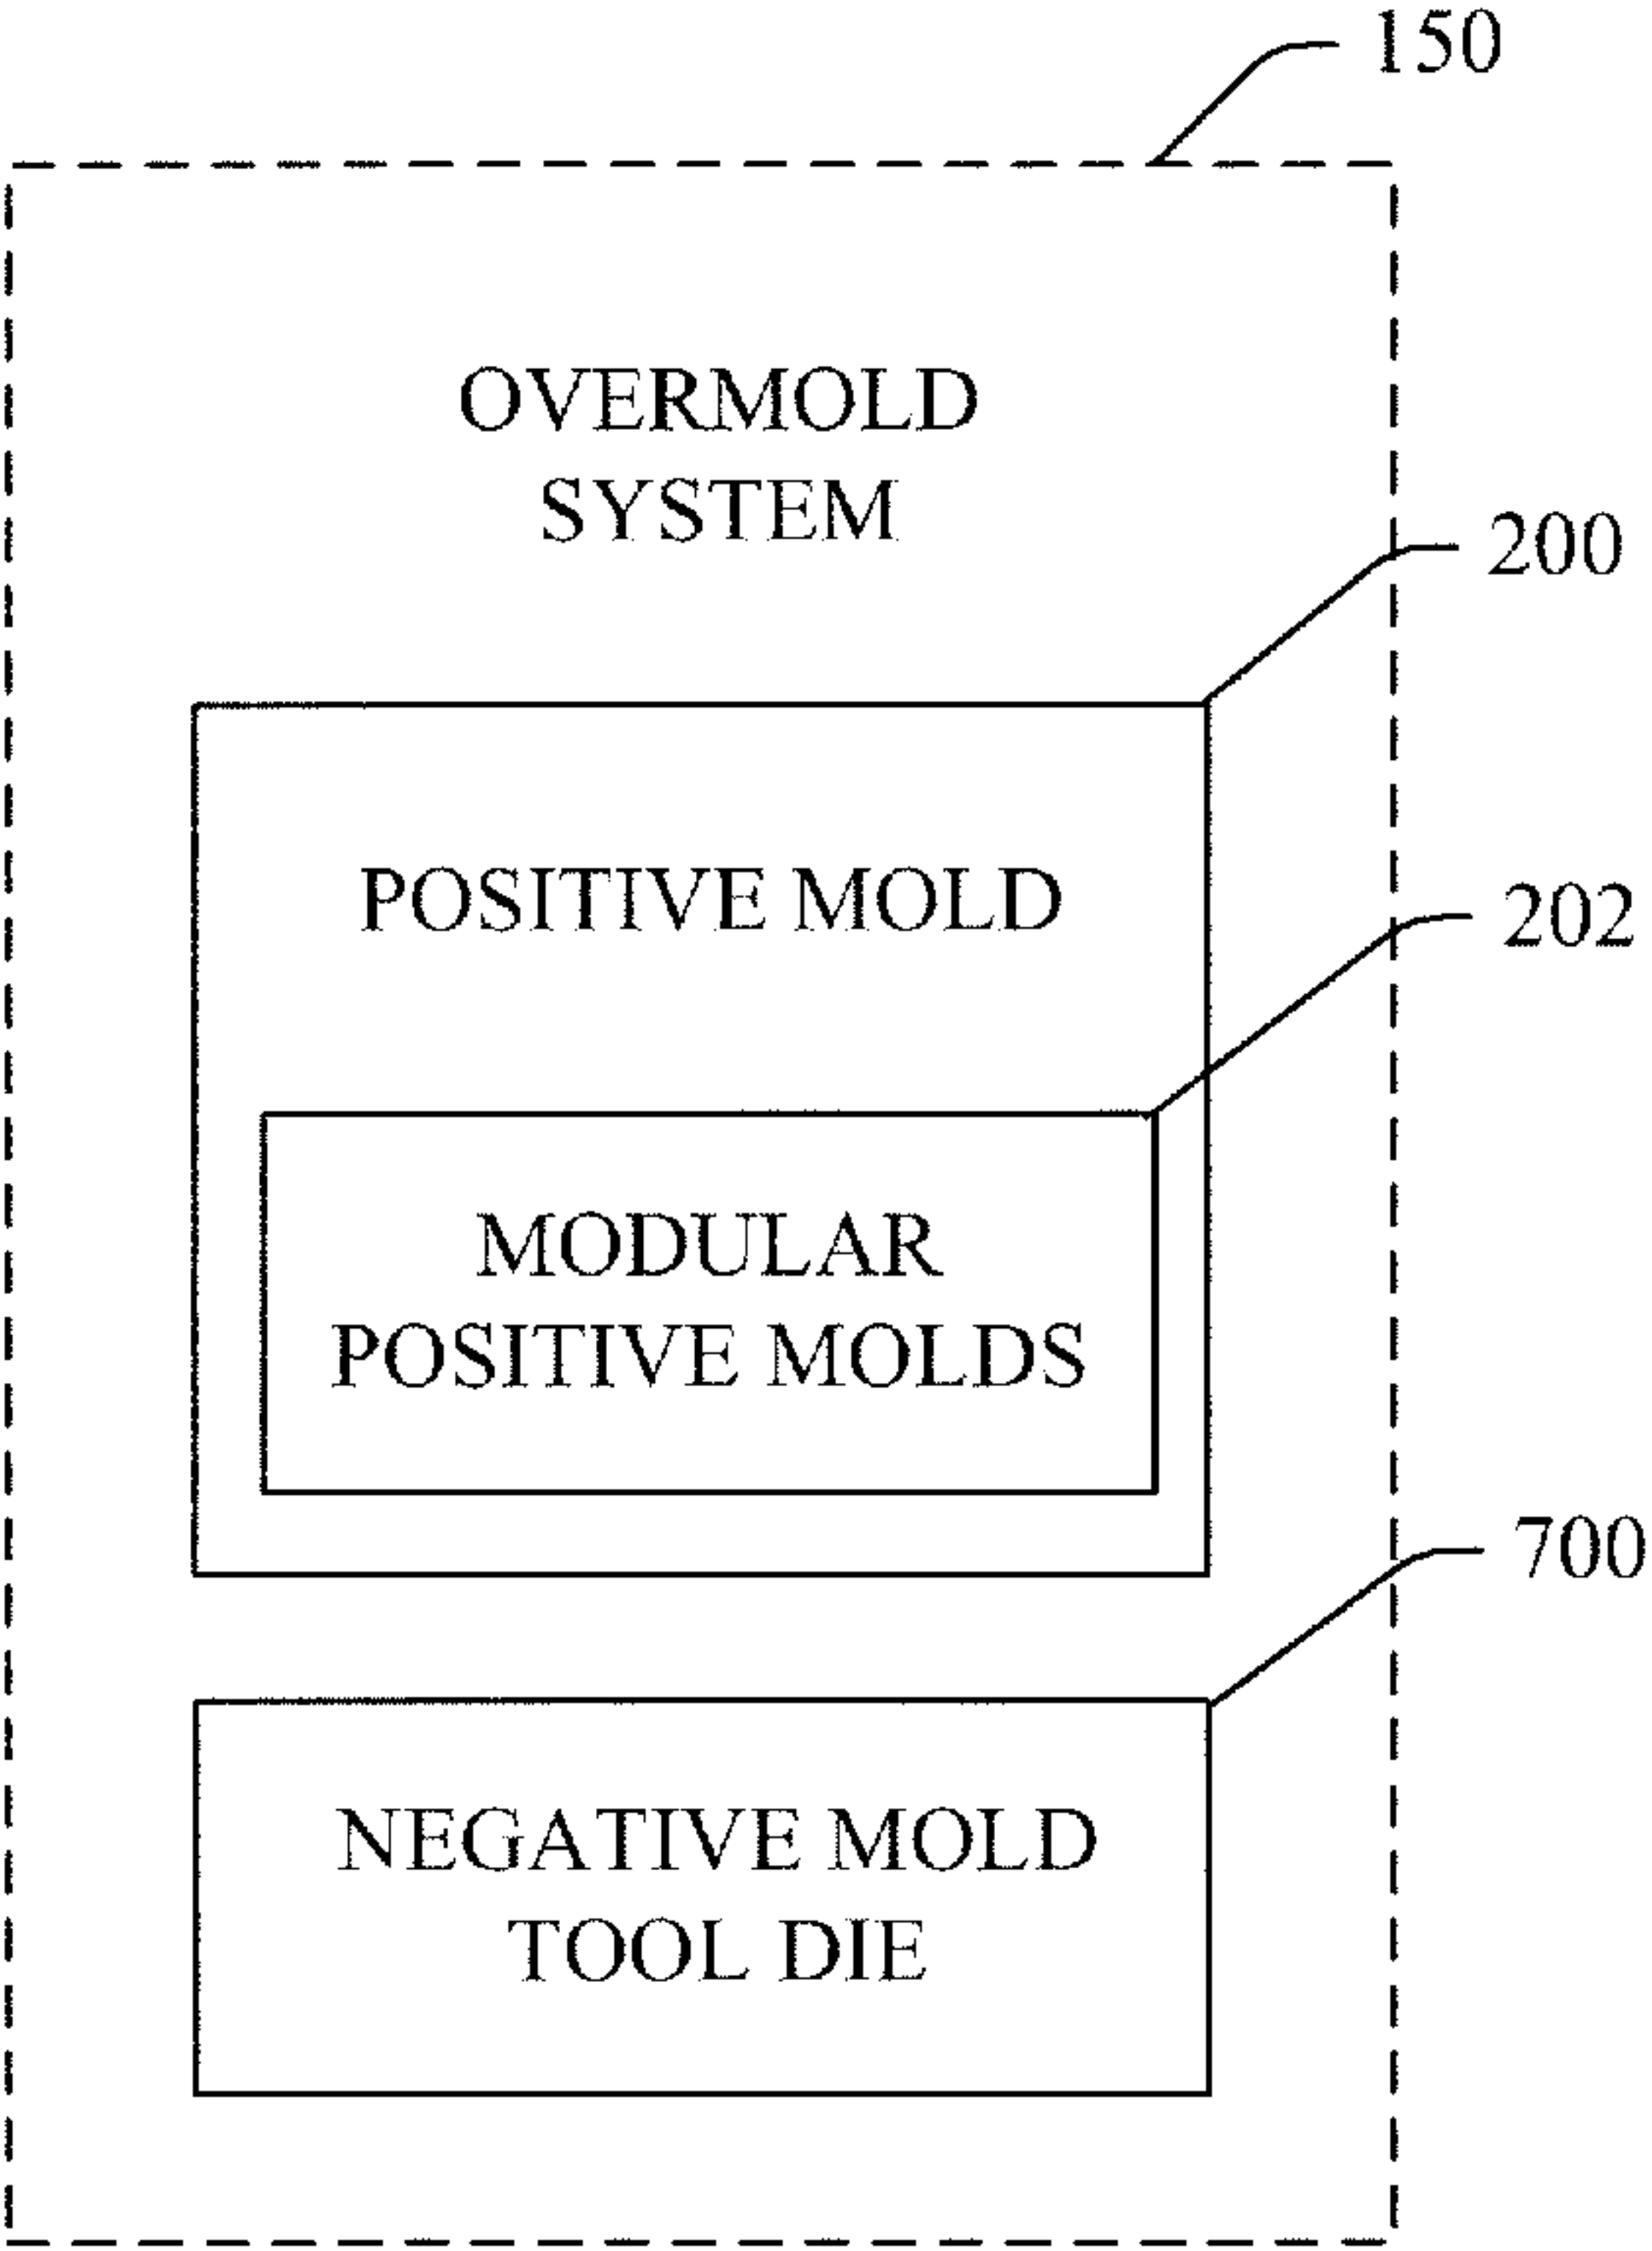 150
OVERMOLD
SYSTEM
200
POSITIVE MOLD
202
MODULAR
POSITIVE MOLDS
700
NEGATIVE MOLD
TOOL DIE